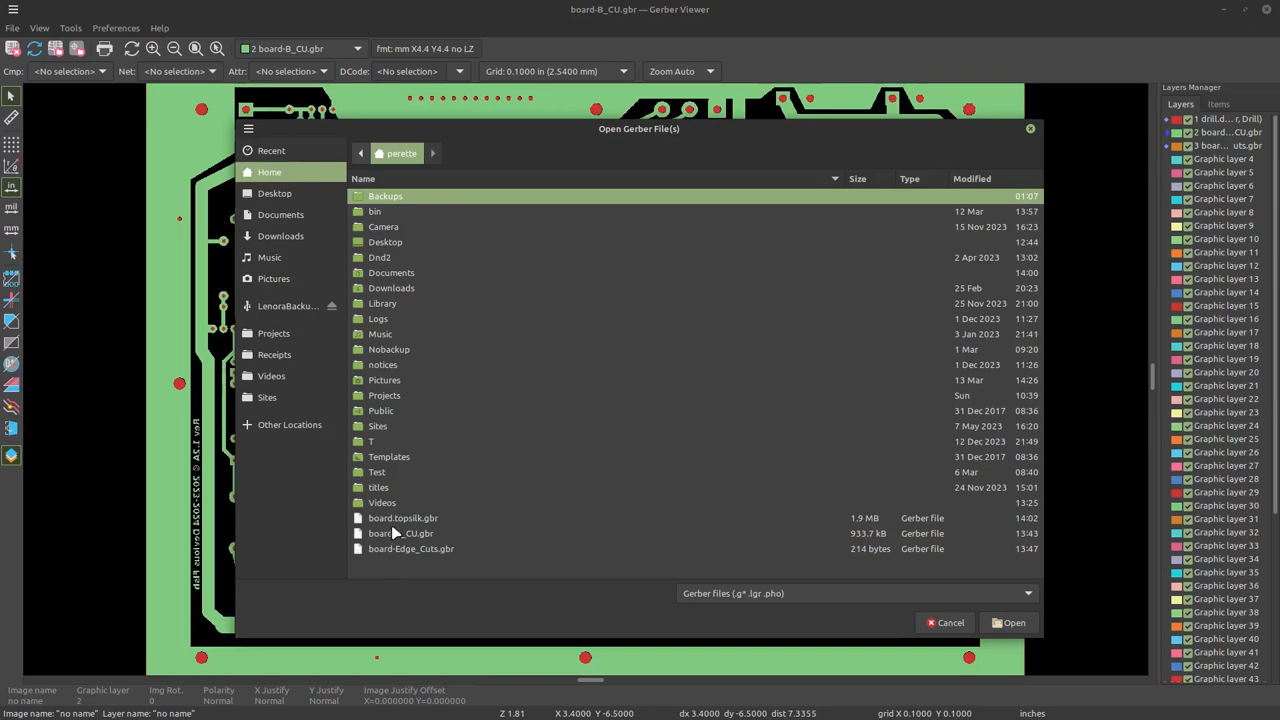 board-B_CU.gbr — Gerber Viewer
File View Tools Preferences Help
2 board-B_CU.gbr fmt: mm X4.4 Y4.4 no LZ
Cmp: <No selection> Net: <No selection> Attr: <No selection> DCode: <No selection> Grid: 0.1000 in (2.5400 mm) Zoom Auto
Layers Manager
Layers Items
1 drill.d... r, Drill)
2 board... CU.gbr
3 boar... uts.gbr
Graphic layer 4
Graphic layer 5
Graphic layer 6
Graphic layer 7
Graphic layer 8
Graphic layer 9
Graphic layer 10
Graphic layer 11
Graphic layer 12
Graphic layer 13
Graphic layer 14
Graphic layer 15
Graphic layer 16
Graphic layer 17
Graphic layer 18
Graphic layer 19
Graphic layer 20
Graphic layer 21
Graphic layer 22
Graphic layer 23
Graphic layer 24
Graphic layer 25
Graphic layer 26
Graphic layer 27
Graphic layer 28
Graphic layer 29
Graphic layer 30
Graphic layer 31
Graphic layer 32
Graphic layer 33
Graphic layer 34
Graphic layer 35
Graphic layer 36
Graphic layer 37
Graphic layer 38
Graphic layer 39
Graphic layer 40
Graphic layer 41
Graphic layer 42
Graphic layer 43
in
mil
mm
Open Gerber File(s)
Recent
Home
Desktop
Documents
Downloads
Music
Pictures
LenoraBacku...
Projects
Receipts
Videos
Sites
Other Locations
perette
Name Size Type Modified
Backups 01:07
bin 12 Mar 13:57
Camera 15 Nov 2023 16:23
Desktop 12:44
Dnd2 2 Apr 2023 13:02
Documents 14:00
Downloads 25 Feb 20:23
Library 25 Nov 2023 21:00
Logs 1 Dec 2023 11:27
Music 3 Jan 2023 21:41
Nobackup 1 Mar 09:20
notices 1 Dec 2023 11:26
Pictures 13 Mar 14:26
Projects Sun 10:39
Public 31 Dec 2017 08:36
Sites 7 May 2023 16:20
T 12 Dec 2023 21:49
Templates 31 Dec 2017 08:36
Test 6 Mar 08:40
titles 24 Nov 2023 15:01
Videos 13:25
board.topsilk.gbr 1.9 MB Gerber file 14:02
board _CU.gbr 933.7 kB Gerber file 13:43
board-Edge_Cuts.gbr 214 bytes Gerber file 13:47
Gerber files (.g* .lgr .pho)
Cancel Open
Rev 1.2A © 2023-2024 Devious Fish
Image name Graphic layer Img Rot. Polarity X Justify Y Justify Image Justify Offset
no name 2 0 Normal Normal Normal X=0.000000 Y=0.000000
Image name: "no name" Layer name: "no name" Z 1.81 X 3.4000 Y -6.5000 dx 3.4000 dy -6.5000 dist 7.3355 grid X 0.1000 Y 0.1000 inches